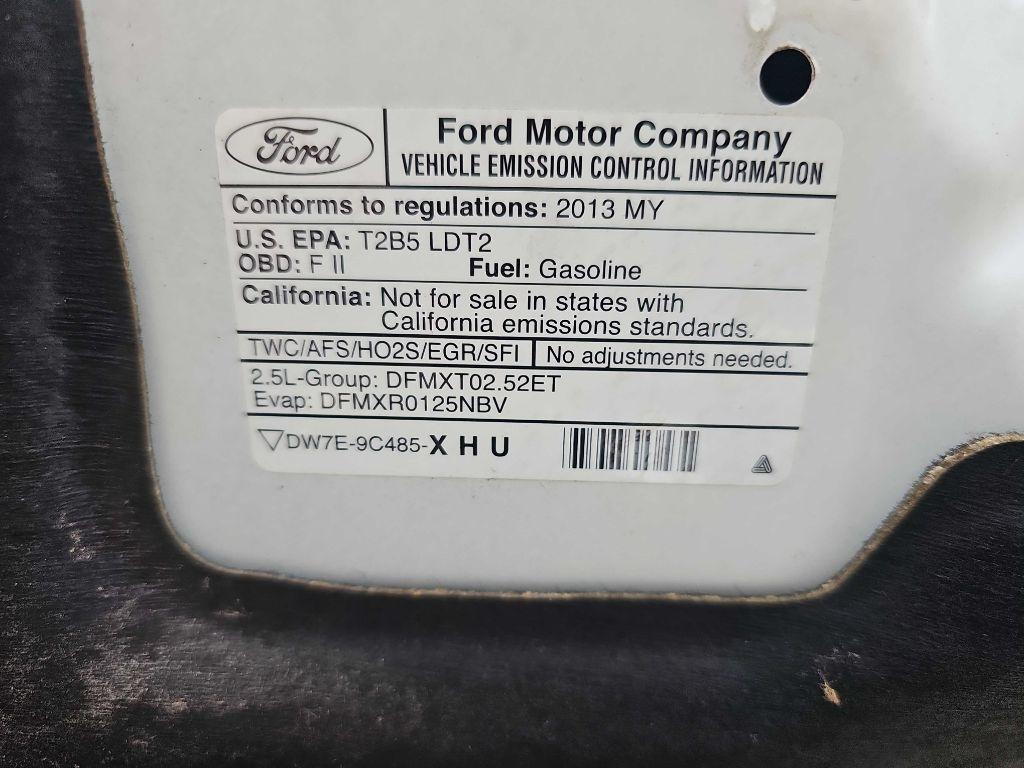 Ford
Ford Motor Company
VEHICLE EMISSION CONTROL INFORMATION
Conforms to regulations: 2013 MY
U.S. EPA: T2B5 LDT2
OBD: F II Fuel: Gasoline
California: Not for sale in states with
California emissions standards.
TWC/AFS/HO2S/EGR/SFI No adjustments needed.
2.5L-Group: DFMXT02.52ET
Evap: DFMXR0125NBV
DW7E-9C485-X H U